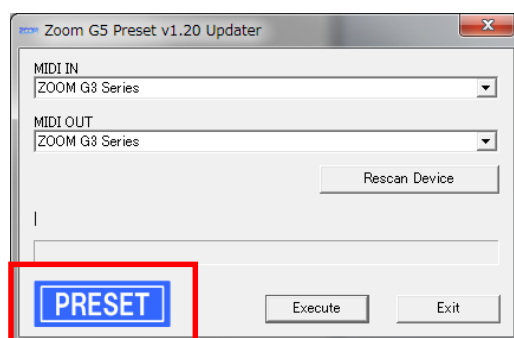 ZOOM Zoom G5 Preset v1.20 Updater
MIDI IN
ZOOM G3 Series
MIDI OUT
ZOOM G3 Series
Rescan Device
PRESET
Execute
Exit